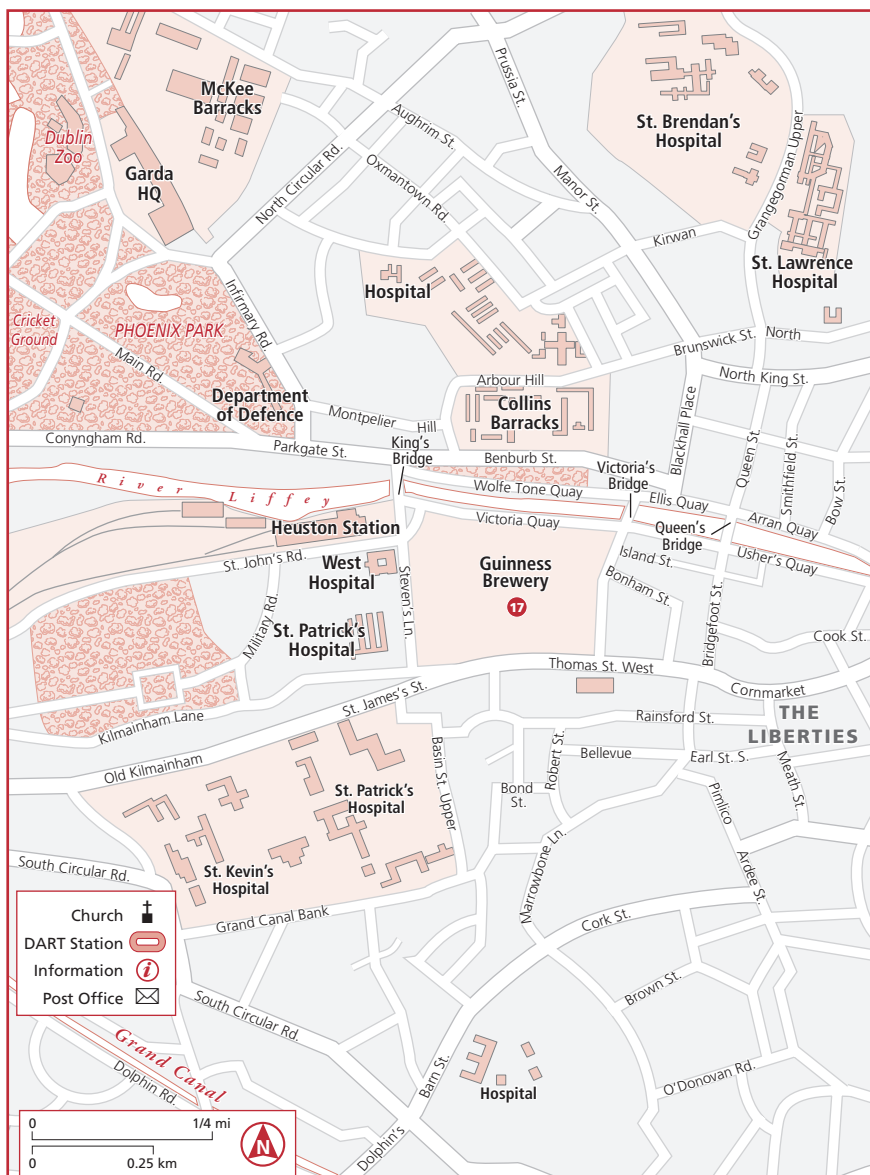 Prussia St.
McKee
Barracks
Aughrim St.
St. Brendan's
Hospital
Dublin
Zoo
Garda
HQ
North Circular Rd.
Oxmantown Rd.
Manor St.
Grangegorman Upper
Kirwan
St. Lawrence
Hospital
Hospital
Cricket
Ground
PHOENIX PARK
Infirmary Rd.
Main Rd.
Brunswick St.
North
North King St.
Arbour Hill
Collins
Barracks
Department
of Defence
Montpelier
Hill
Blackhall Place
Queen St.
Smithfield St.
Bow St.
Conyngham Rd.
Parkgate St.
King's
Bridge
Benburb St.
Victoria's
Bridge
River Liffey
Wolfe Tone Quay
Ellis Quay
Arran Quay
Heuston Station
Victoria Quay
Queen's
Bridge
Usher's Quay
St. John's Rd.
West
Hospital
Steven's Ln.
Guinness
Brewery
17
Island St.
Bonham St.
Bridgefoot St.
Military Rd.
St. Patrick's
Hospital
Cook St.
Thomas St. West
Cornmarket
St. James's St.
Kilmainham Lane
Rainsford St.
THE
LIBERTIES
Old Kilmainham
Basin St. Upper
Robert St.
Bellevue
Earl St. S.
Meath St.
Bond
St.
Pimlico
St. Patrick's
Hospital
Marrowbone Ln.
Ardee St.
South Circular Rd.
St. Kevin's
Hospital
Grand Canal Bank
Cork St.
Church
DART Station
Information
i
Post Office
Brown St.
South Circular Rd.
Grand Canal
Dolphin Rd.
Dolphin's
Barn St.
Hospital
O'Donovan Rd.
0
1/4 mi
0
0.25 km
N